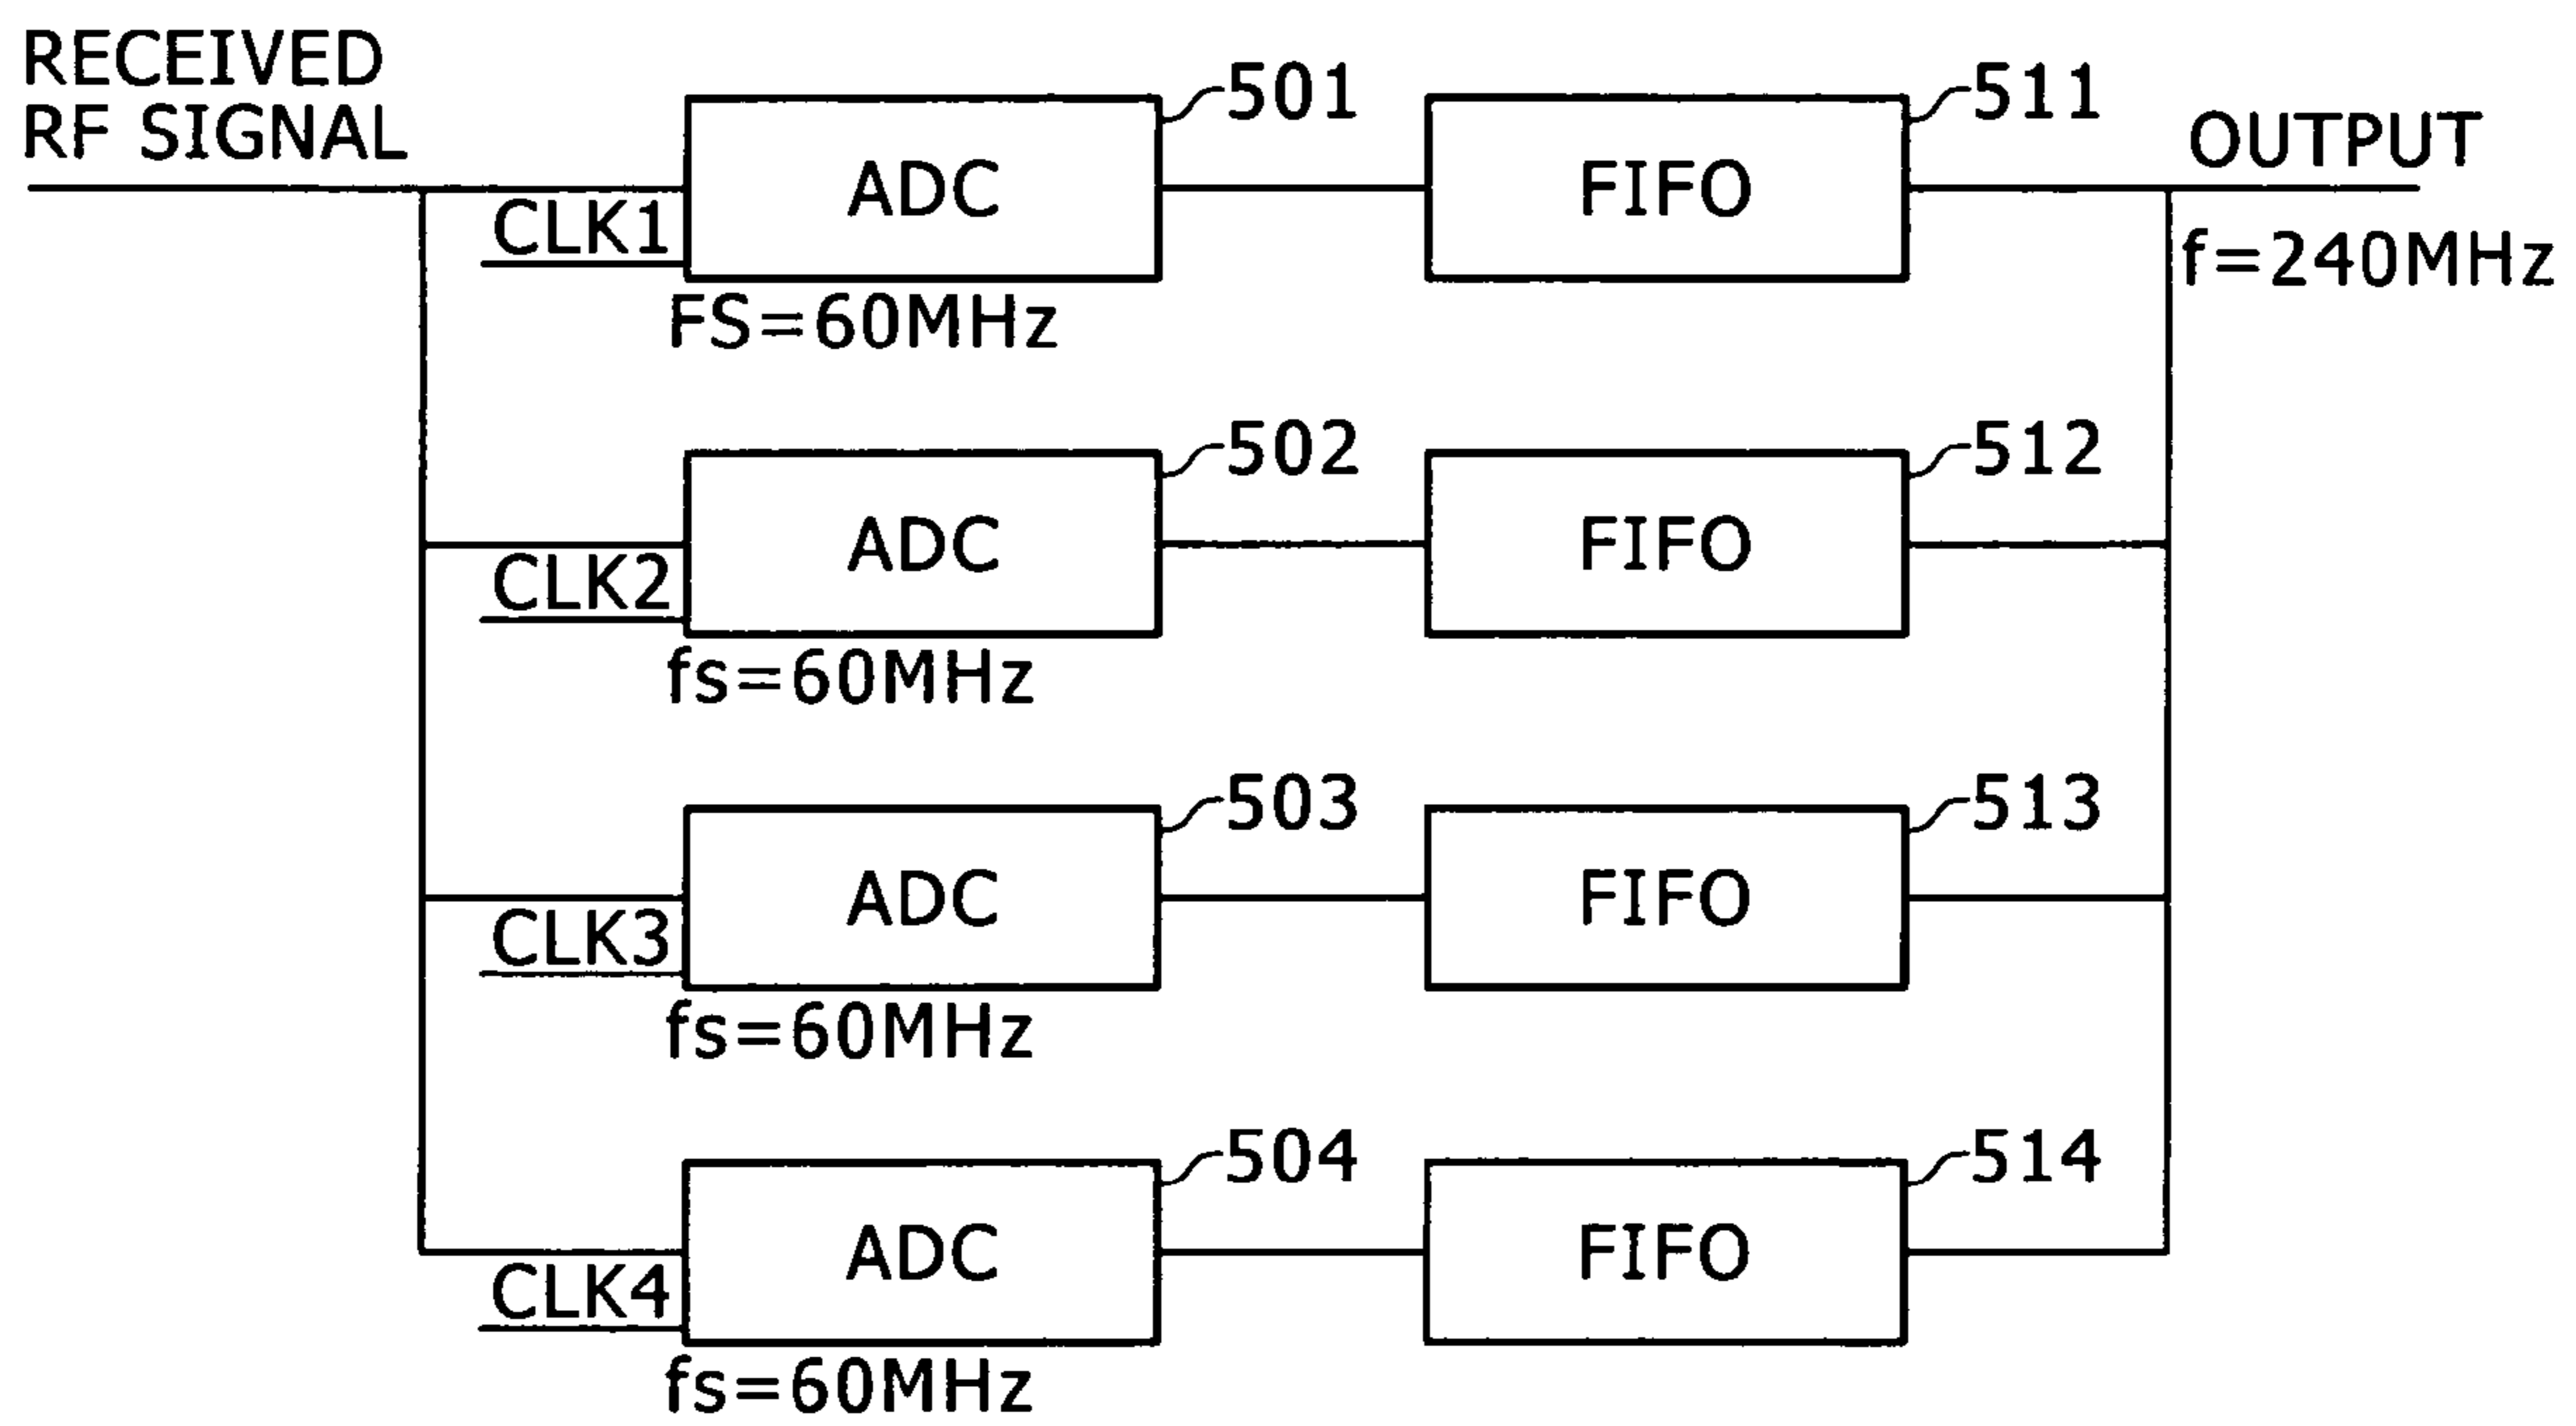 RECEIVED
RF SIGNAL
501
511
OUTPUT
ADC
FIFO
CLK1
f=240MHz
FS=60MHz
502
512
ADC
FIFO
CLK2
fs=60MHz
503
513
ADC
FIFO
CLK3
fs=60MHz
504
514
ADC
FIFO
CLK4
fs=60MHz